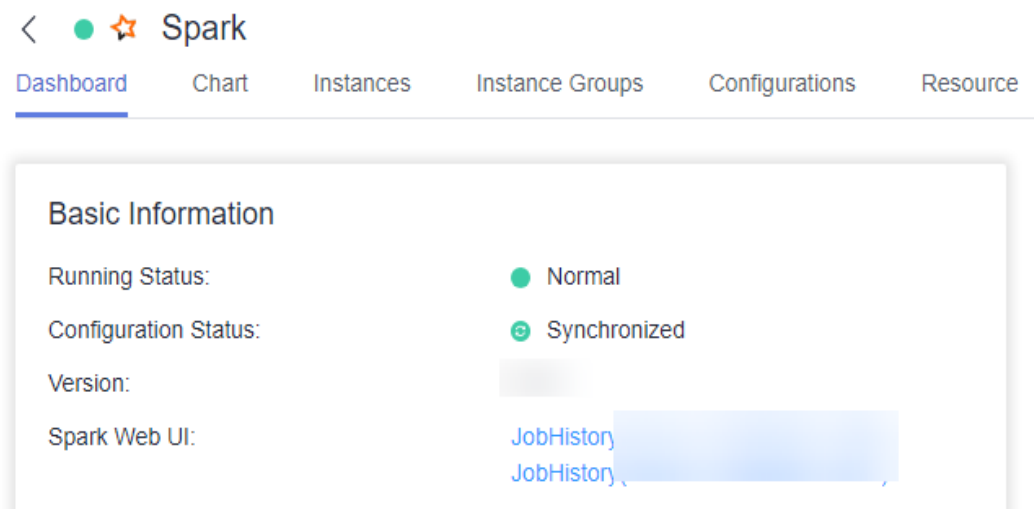 Spark
Dashboard Chart Instances Instance Groups Configurations Resource
Basic Information
Running Status: Normal
Configuration Status: Synchronized
Version:
Spark Web UI: JobHistory
JobHistory(